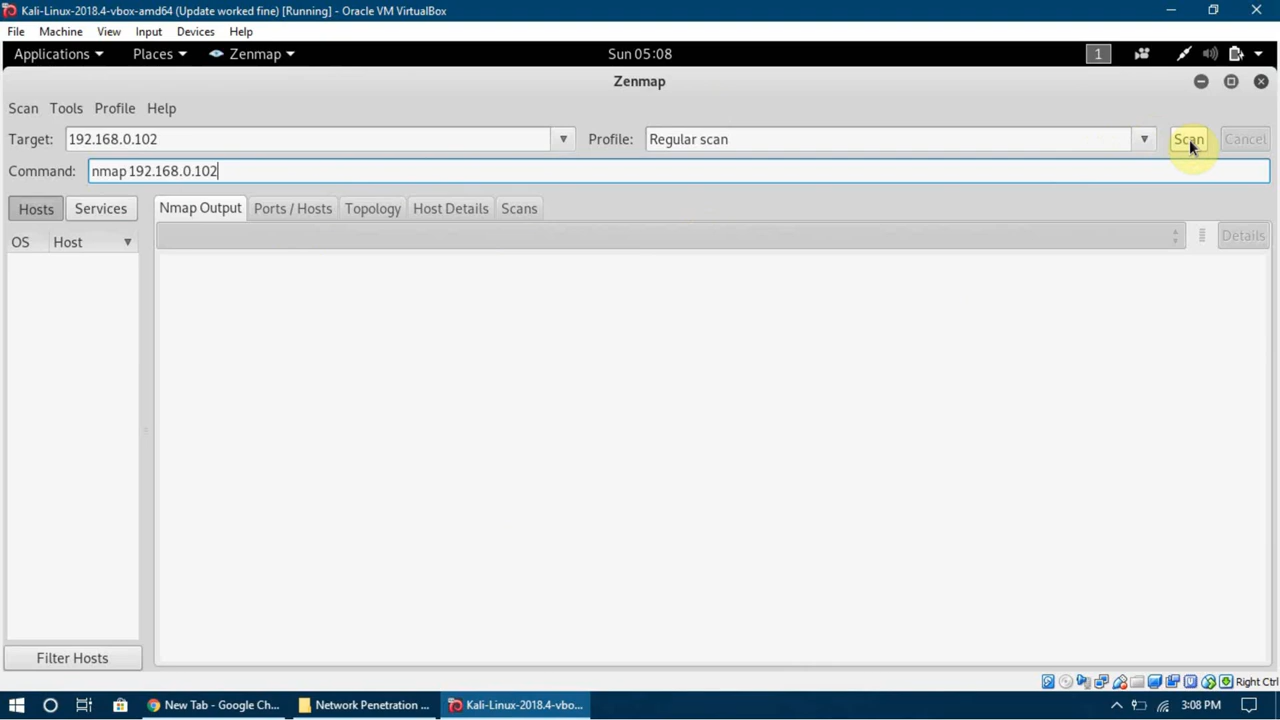 Kali-Linux-2018.4-vbox-amd64 (Update worked fine) [Running] - Oracle VM VirtualBox
File Machine View Input Devices Help
Applications Places Zenmap Sun 05:08 1
Zenmap
Scan Tools Profile Help
Target: 192.168.0.102 Profile: Regular scan Scan Cancel
Command: nmap 192.168.0.102
Hosts Services Nmap Output Ports / Hosts Topology Host Details Scans
Details
OS Host
Filter Hosts
Right Ctrl
New Tab - Google Ch... Network Penetration ... Kali-Linux-2018.4-vbo... 3:08 PM